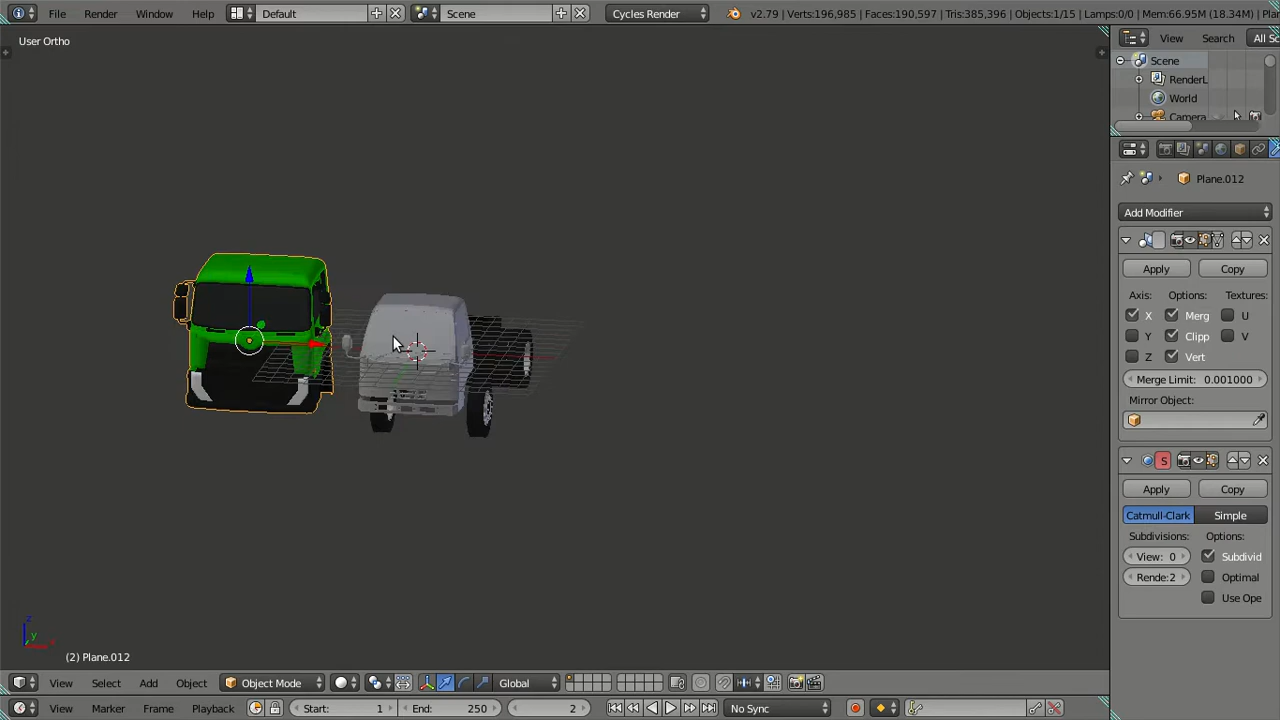 File Render Window Help Default Scene Cycles Render v2.79 | Verts:196,985 | Faces:190,597 | Tris:385,396 | Objects:1/15 | Lamps:0/0 | Mem:66.95M (18.34M) | Pla
User Ortho
View Search All Sc
Scene
RenderL
World
Camera
Plane.012
Add Modifier
Apply Copy
Axis: Options: Textures:
X Merg U
Y Clipp V
Z Vert
Merge Limit: 0.001000
Mirror Object:
S
Apply Copy
Catmull-Clark Simple
Subdivisions: Options:
View: 0 Subdivid
Rende:2 Optimal
Use Ope
z
y
(2) Plane.012
View Select Add Object Object Mode Global
View Marker Frame Playback Start: 1 End: 250 2 No Sync